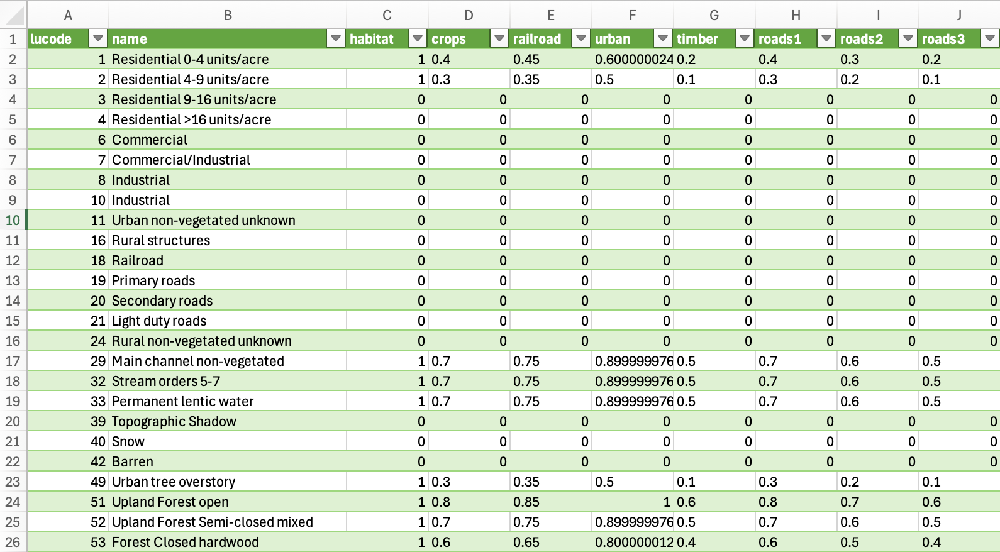 A B C D E F G H I J
1 lucode name habitat crops railroad urban timber roads1 roads2 roads3
2 1 Residential 0-4 units/acre 1 0.4 0.45 0.600000024 0.2 0.4 0.3 0.2
3 2 Residential 4-9 units/acre 1 0.3 0.35 0.5 0.1 0.3 0.2 0.1
4 3 Residential 9-16 units/acre 0 0 0 0 0 0 0 0
5 4 Residential >16 units/acre 0 0 0 0 0 0 0 0
6 6 Commercial 0 0 0 0 0 0 0 0
7 7 Commercial/Industrial 0 0 0 0 0 0 0 0
8 8 Industrial 0 0 0 0 0 0 0 0
9 10 Industrial 0 0 0 0 0 0 0 0
10 11 Urban non-vegetated unknown 0 0 0 0 0 0 0 0
11 16 Rural structures 0 0 0 0 0 0 0 0
12 18 Railroad 0 0 0 0 0 0 0 0
13 19 Primary roads 0 0 0 0 0 0 0 0
14 20 Secondary roads 0 0 0 0 0 0 0 0
15 21 Light duty roads 0 0 0 0 0 0 0 0
16 24 Rural non-vegetated unknown 0 0 0 0 0 0 0 0
17 29 Main channel non-vegetated 1 0.7 0.75 0.899999976 0.5 0.7 0.6 0.5
18 32 Stream orders 5-7 1 0.7 0.75 0.899999976 0.5 0.7 0.6 0.5
19 33 Permanent lentic water 1 0.7 0.75 0.899999976 0.5 0.7 0.6 0.5
20 39 Topographic Shadow 0 0 0 0 0 0 0 0
21 40 Snow 0 0 0 0 0 0 0 0
22 42 Barren 0 0 0 0 0 0 0 0
23 49 Urban tree overstory 1 0.3 0.35 0.5 0.1 0.3 0.2 0.1
24 51 Upland Forest open 1 0.8 0.85 1 0.6 0.8 0.7 0.6
25 52 Upland Forest Semi-closed mixed 1 0.7 0.75 0.899999976 0.5 0.7 0.6 0.5
26 53 Forest Closed hardwood 1 0.6 0.65 0.800000012 0.4 0.6 0.5 0.4